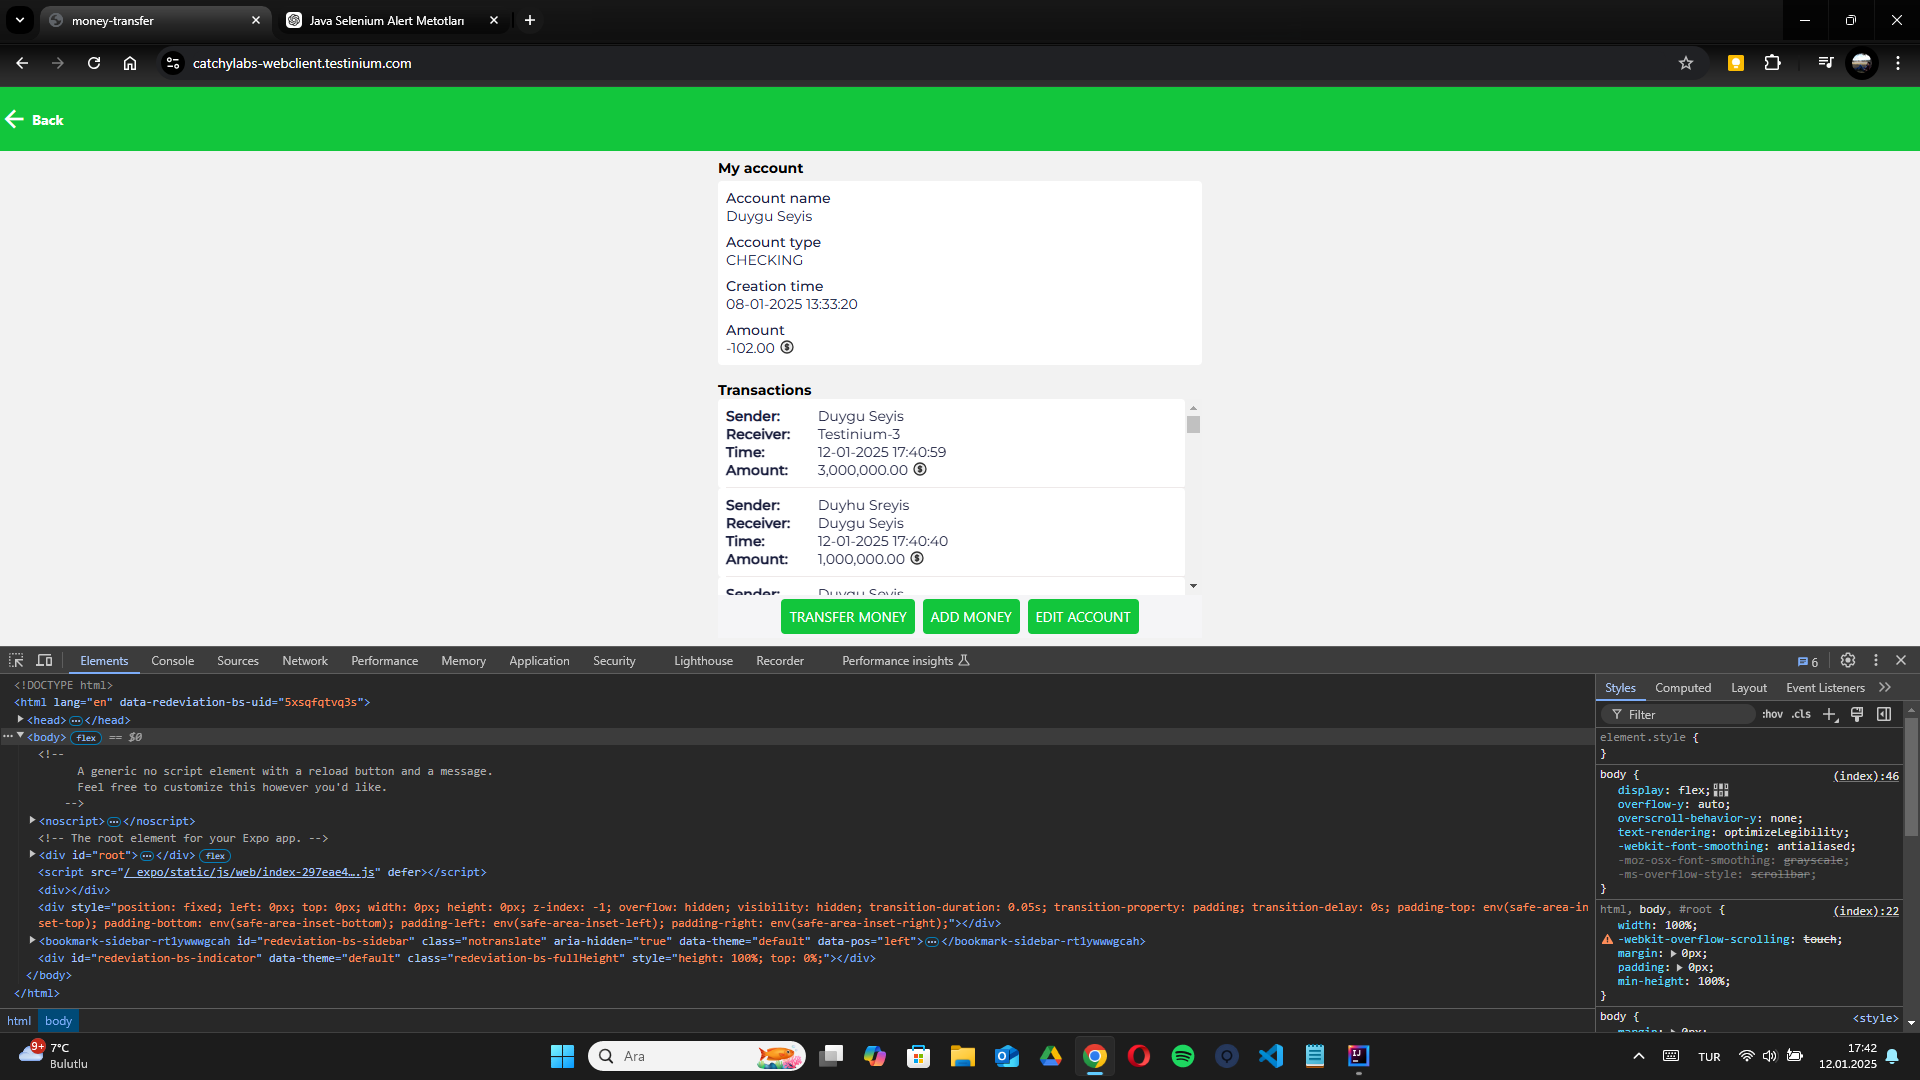 money-transfer
Java Selenium Alert Metotları
catchylabs-webclient.testinium.com
Back
My account
Account name
Duygu Seyis
Account type
CHECKING
Creation time
08-01-2025 13:33:20
Amount
-102.00
Transactions
Sender: Duygu Seyis
Receiver: Testinium-3
Time: 12-01-2025 17:40:59
Amount: 3,000,000.00
Sender: Duyhu Sreyis
Receiver: Duygu Seyis
Time: 12-01-2025 17:40:40
Amount: 1,000,000.00
Sender: Duygu Seyis
TRANSFER MONEY ADD MONEY EDIT ACCOUNT
Elements Console Sources Network Performance Memory Application Security Lighthouse Recorder Performance insights 6
<!DOCTYPE html>
<html lang="en" data-redeviation-bs-uid="5xsqfqtvq3s">
<head> … </head>
… <body> flex == $0
<!--
A generic no script element with a reload button and a message.
Feel free to customize this however you'd like.
-->
<noscript> … </noscript>
<!-- The root element for your Expo app. -->
<div id="root"> … </div> flex
<script src="/_expo/static/js/web/index-297eae4….js" defer></script>
<div></div>
<div style="position: fixed; left: 0px; top: 0px; width: 0px; height: 0px; z-index: -1; overflow: hidden; visibility: hidden; transition-duration: 0.05s; transition-property: padding; transition-delay: 0s; padding-top: env(safe-area-in
set-top); padding-bottom: env(safe-area-inset-bottom); padding-left: env(safe-area-inset-left); padding-right: env(safe-area-inset-right);"></div>
<bookmark-sidebar-rt1ywwwgcah id="redeviation-bs-sidebar" class="notranslate" aria-hidden="true" data-theme="default" data-pos="left"> … </bookmark-sidebar-rt1ywwwgcah>
<div id="redeviation-bs-indicator" data-theme="default" class="redeviation-bs-fullHeight" style="height: 100%; top: 0%;"></div>
</body>
</html>
html body
Styles Computed Layout Event Listeners
Filter :hov .cls
element.style {
}
body { (index):46
display: flex;
overflow-y: auto;
overscroll-behavior-y: none;
text-rendering: optimizeLegibility;
-webkit-font-smoothing: antialiased;
-moz-osx-font-smoothing: grayscale;
-ms-overflow-style: scrollbar;
}
html, body, #root { (index):22
width: 100%;
-webkit-overflow-scrolling: touch;
margin: 0px;
padding: 0px;
min-height: 100%;
}
body { <style>
margin: 0px;
9+
7°C
Bulutlu
Ara
TUR
17:42
12.01.2025